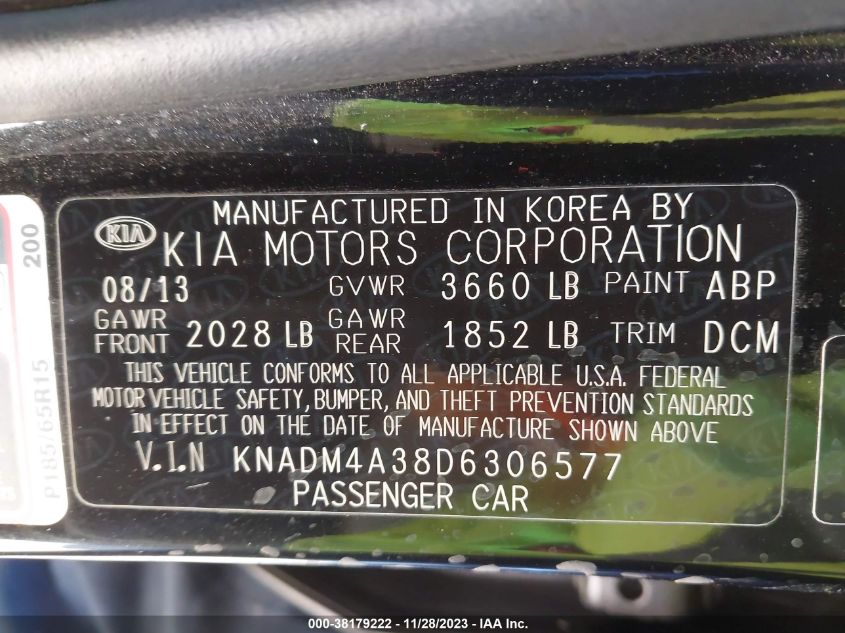 MANUFACTURED IN KOREA BY
KIA KIA MOTORS CORPORATION
08/13 GVWR 3660 LB PAINT ABP
GAWR FRONT 2028 LB GAWR REAR 1852 LB TRIM DCM
THIS VEHICLE CONFORMS TO ALL APPLICABLE U.S.A. FEDERAL
MOTOR VEHICLE SAFETY, BUMPER, AND THEFT PREVENTION STANDARDS
IN EFFECT ON THE DATE OF MANUFACTURE SHOWN ABOVE
V.I.N KNADM4A38D6306577
PASSENGER CAR
200
P185/65R15
000-38179222 - 11/28/2023 - IAA Inc.